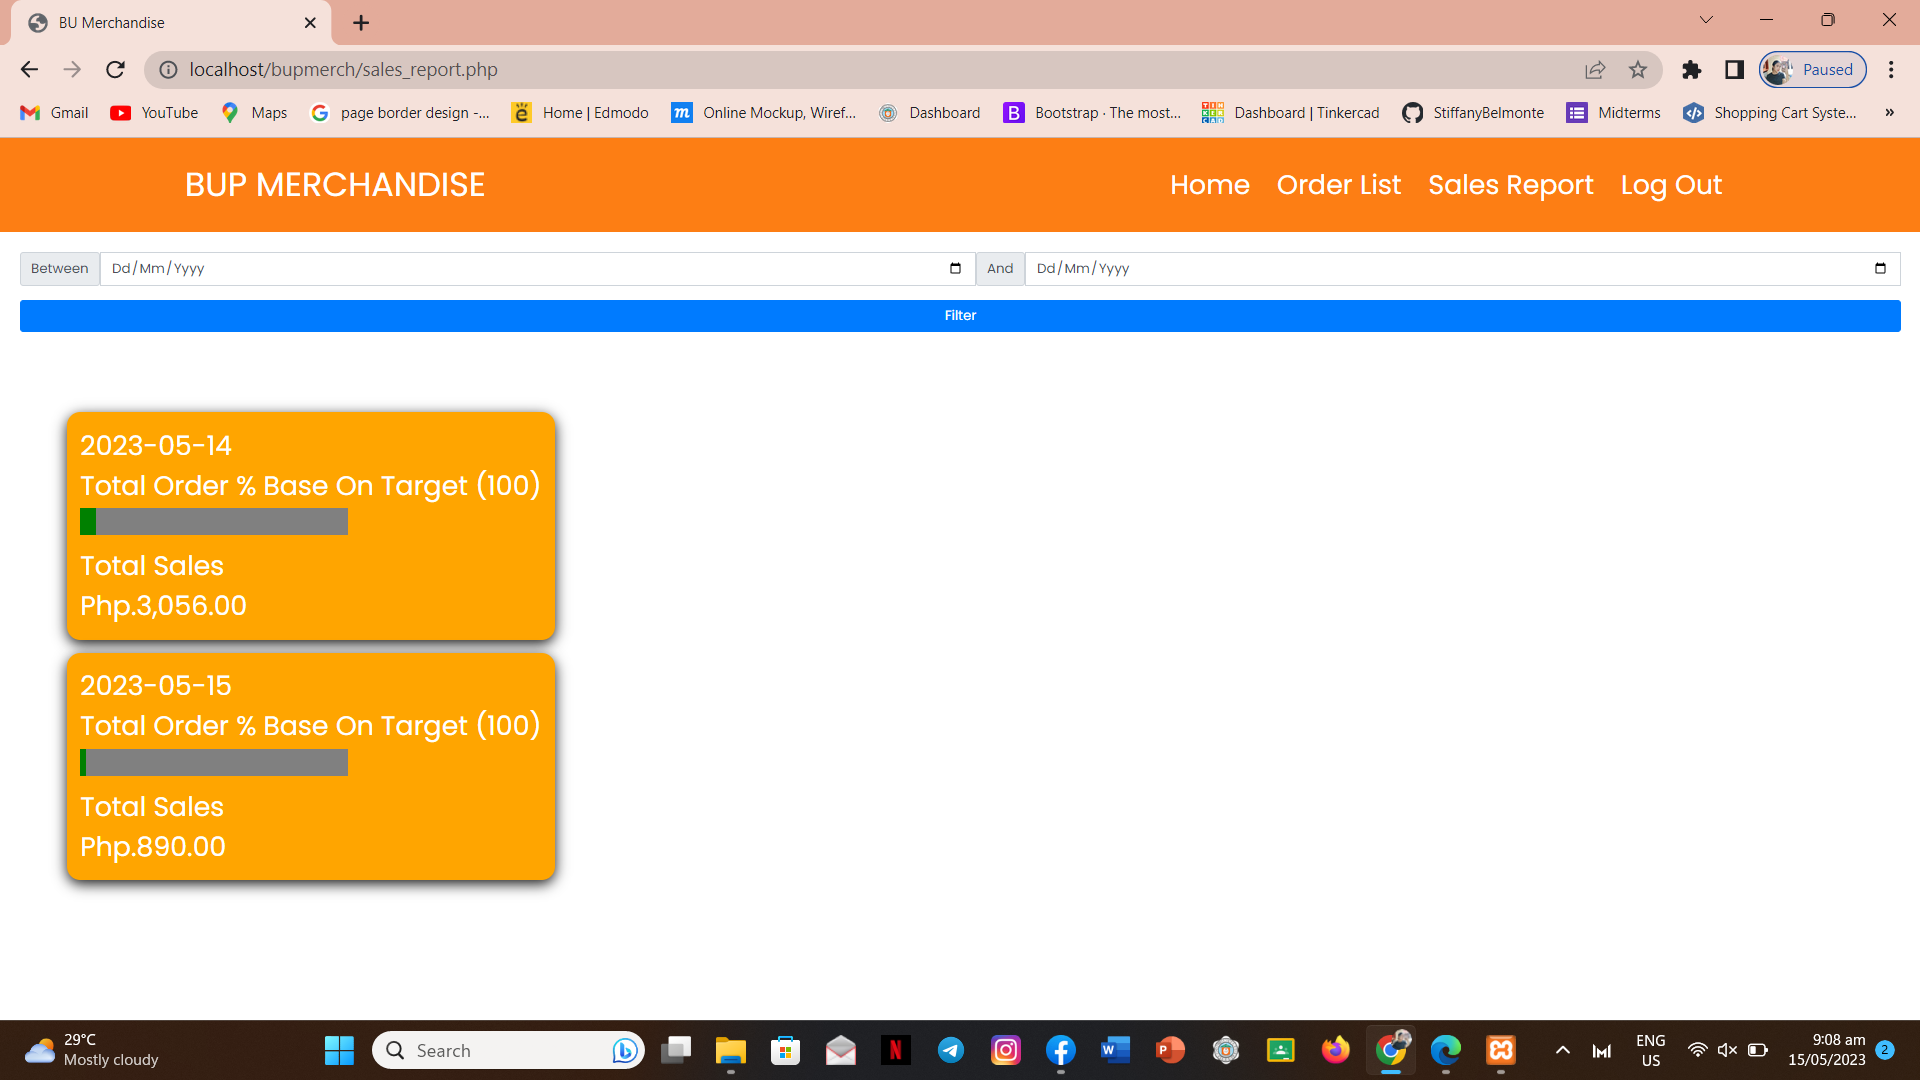 BU Merchandise
localhost/bupmerch/sales_report.php
Paused
Gmail
YouTube
Maps
page border design -...
Home | Edmodo
Online Mockup, Wiref...
Dashboard
Bootstrap · The most...
Dashboard | Tinkercad
StiffanyBelmonte
Midterms
Shopping Cart Syste...
»
BUP MERCHANDISE
Home
Order List
Sales Report
Log Out
Between
Dd/Mm/Yyyy
And
Dd/Mm/Yyyy
Filter
2023-05-14
Total Order % Base On Target (100)
Total Sales
Php.3,056.00
2023-05-15
Total Order % Base On Target (100)
Total Sales
Php.890.00
29°C
Mostly cloudy
Search
ENG
US
9:08 am
15/05/2023
2